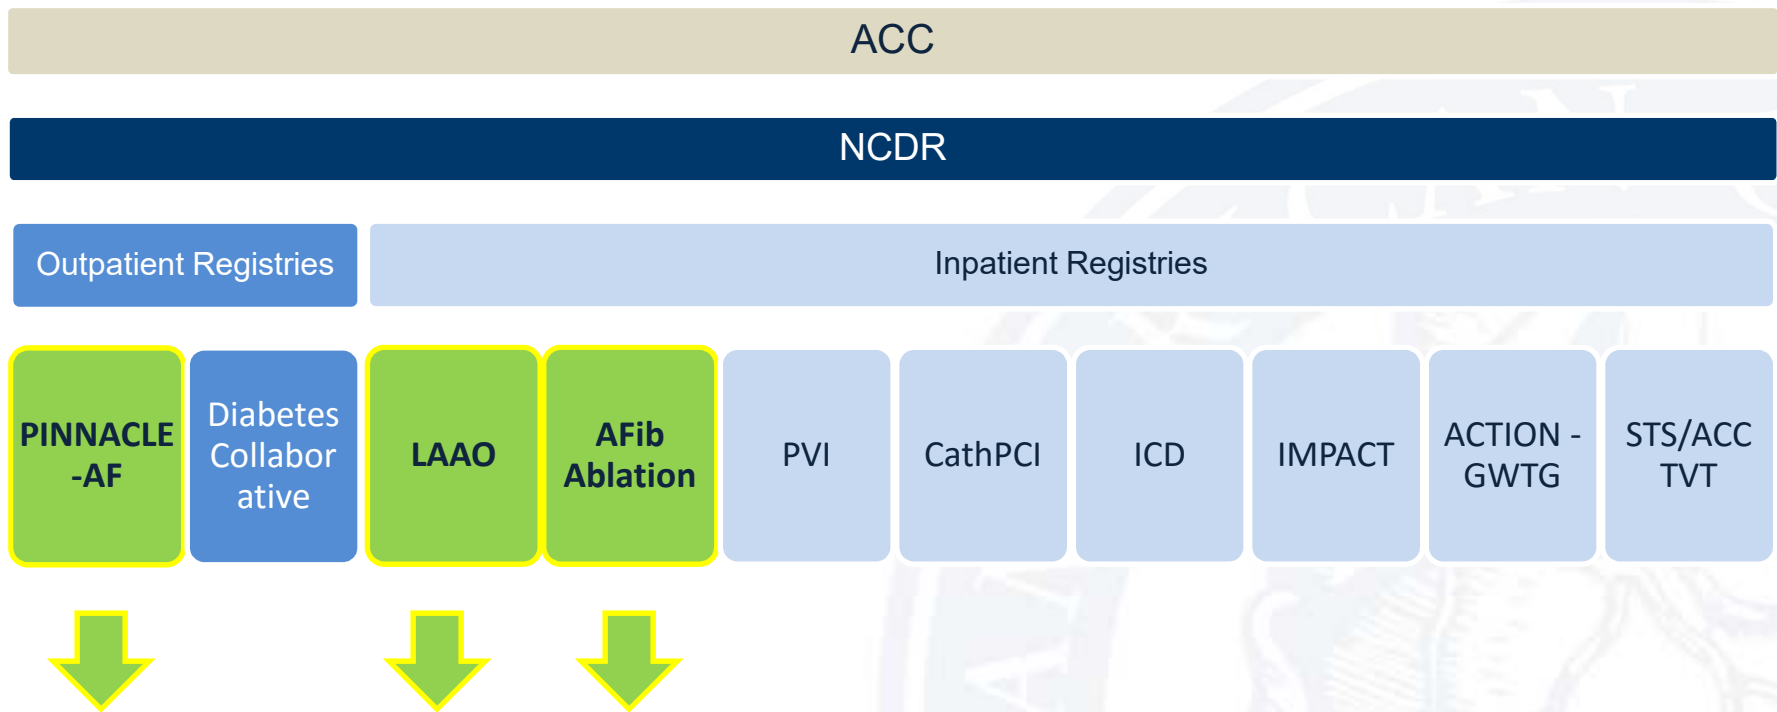 ACC
NCDR
Outpatient Registries
Inpatient Registries
PINNACLE
-AF
Diabetes
Collabor
ative
LAAO
AFib
Ablation
PVI
CathPCI
ICD
IMPACT
ACTION -
GWTG
STS/ACC
TVT